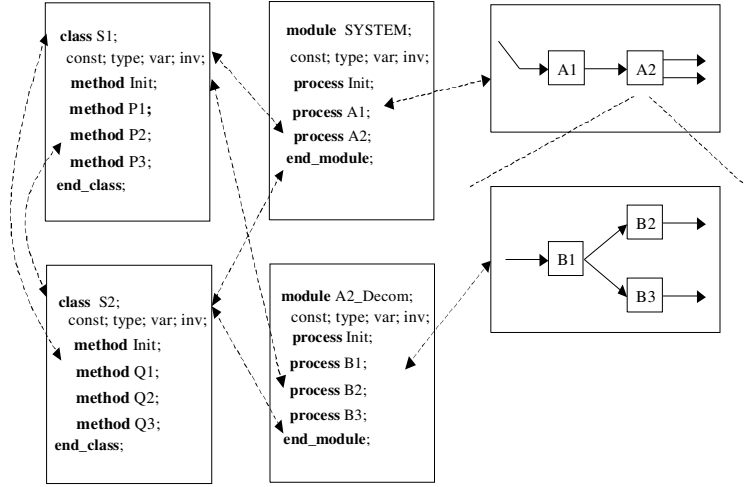 class S1;
const; type; var; inv;
method Init;
method P1;
method P2;
method P3;
end_class;
module SYSTEM;
const; type; var; inv;
process Init;
process A1;
process A2;
end_module;
A1
A2
class S2;
const; type; var; inv;
method Init;
method Q1;
method Q2;
method Q3;
end_class;
module A2_Decom;
const; type; var; inv;
process Init;
process B1;
process B2;
process B3;
end_module;
B1
B2
B3